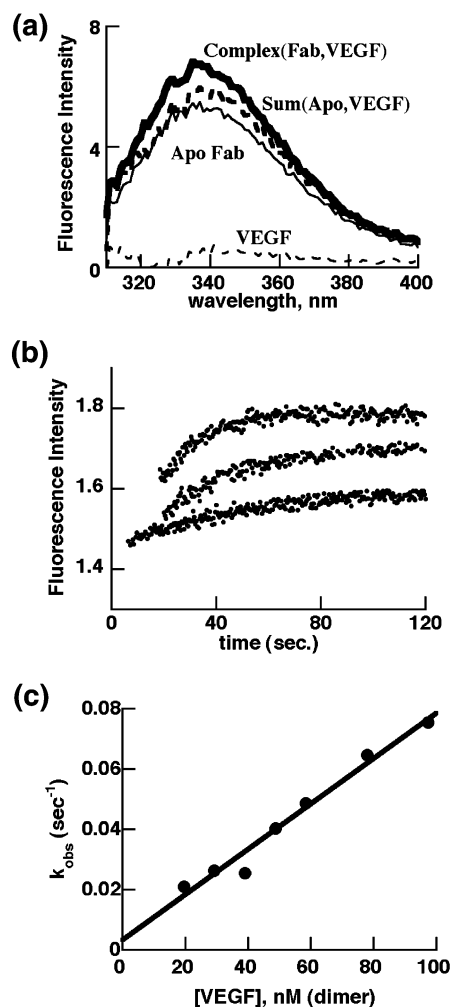 (a)
8
Complex(Fab,VEGF)
Sum(Apo,VEGF)
4
Apo Fab
VEGF
0
320 340 360 380 400
wavelength, nm
Fluorescence Intensity
(b)
1.8
1.6
1.4
0 40 80 120
time (sec.)
Fluorescence Intensity
(c)
0.08
0.06
0.04
0.02
0
0 20 40 60 80 100
[VEGF], nM (dimer)
kobs (sec-1)